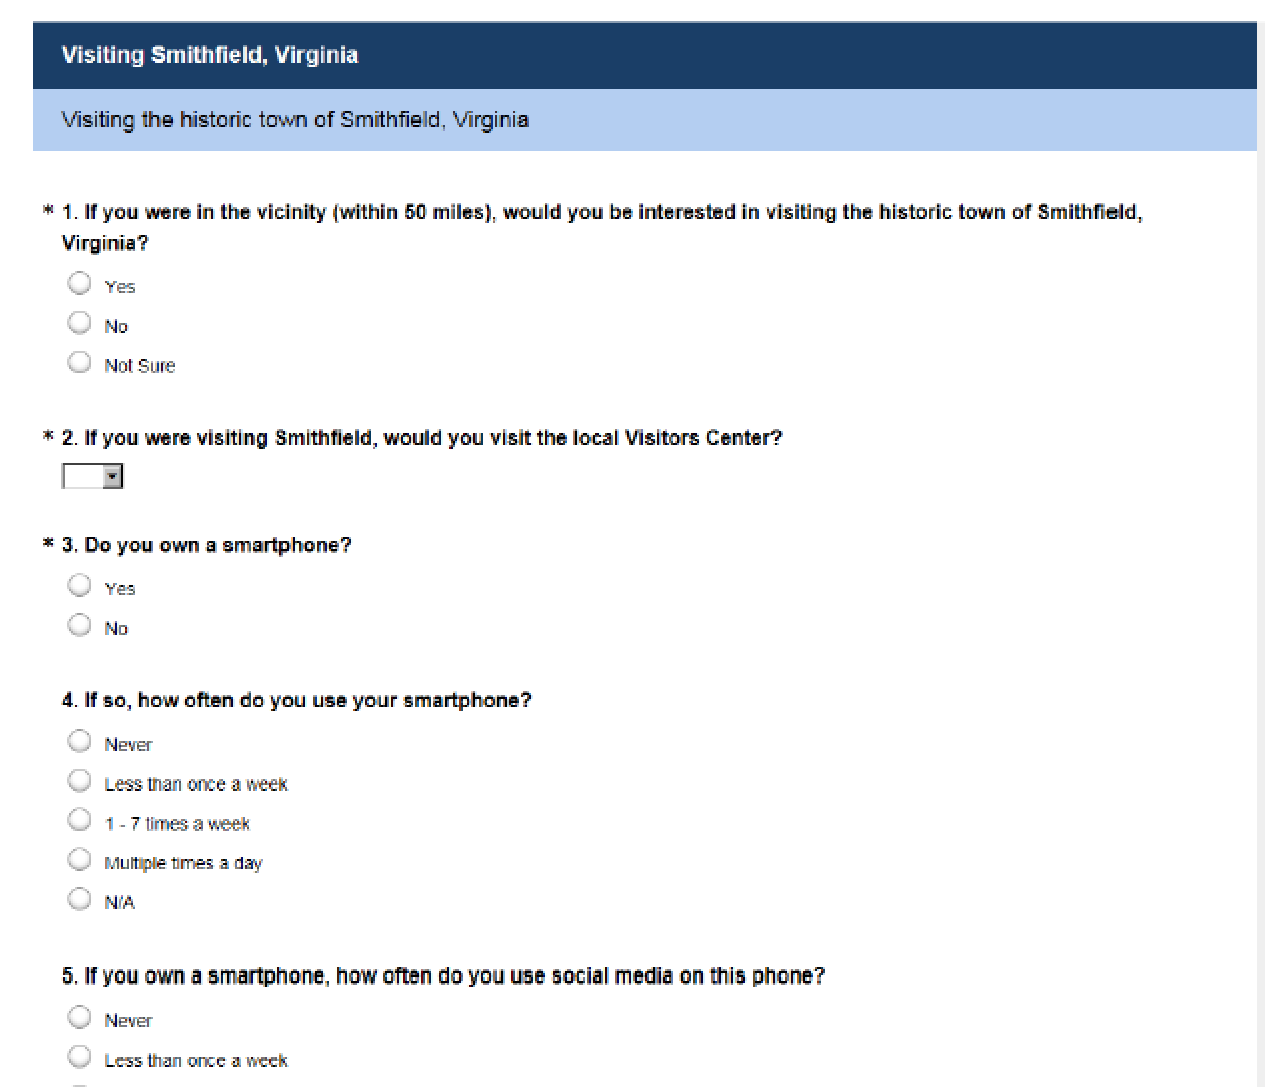 Visiting Smithfield, Virginia
Visiting the historic town of Smithfield, Virginia
* 1. If you were in the vicinity (within 50 miles), would you be interested in visiting the historic town of Smithfield,
Virginia?
Yes
No
Not Sure
* 2. If you were visiting Smithfield, would you visit the local Visitors Center?
* 3. Do you own a smartphone?
Yes
No
4. If so, how often do you use your smartphone?
Never
Less than once a week
1 - 7 times a week
Multiple times a day
N/A
5. If you own a smartphone, how often do you use social media on this phone?
Never
Less than once a week